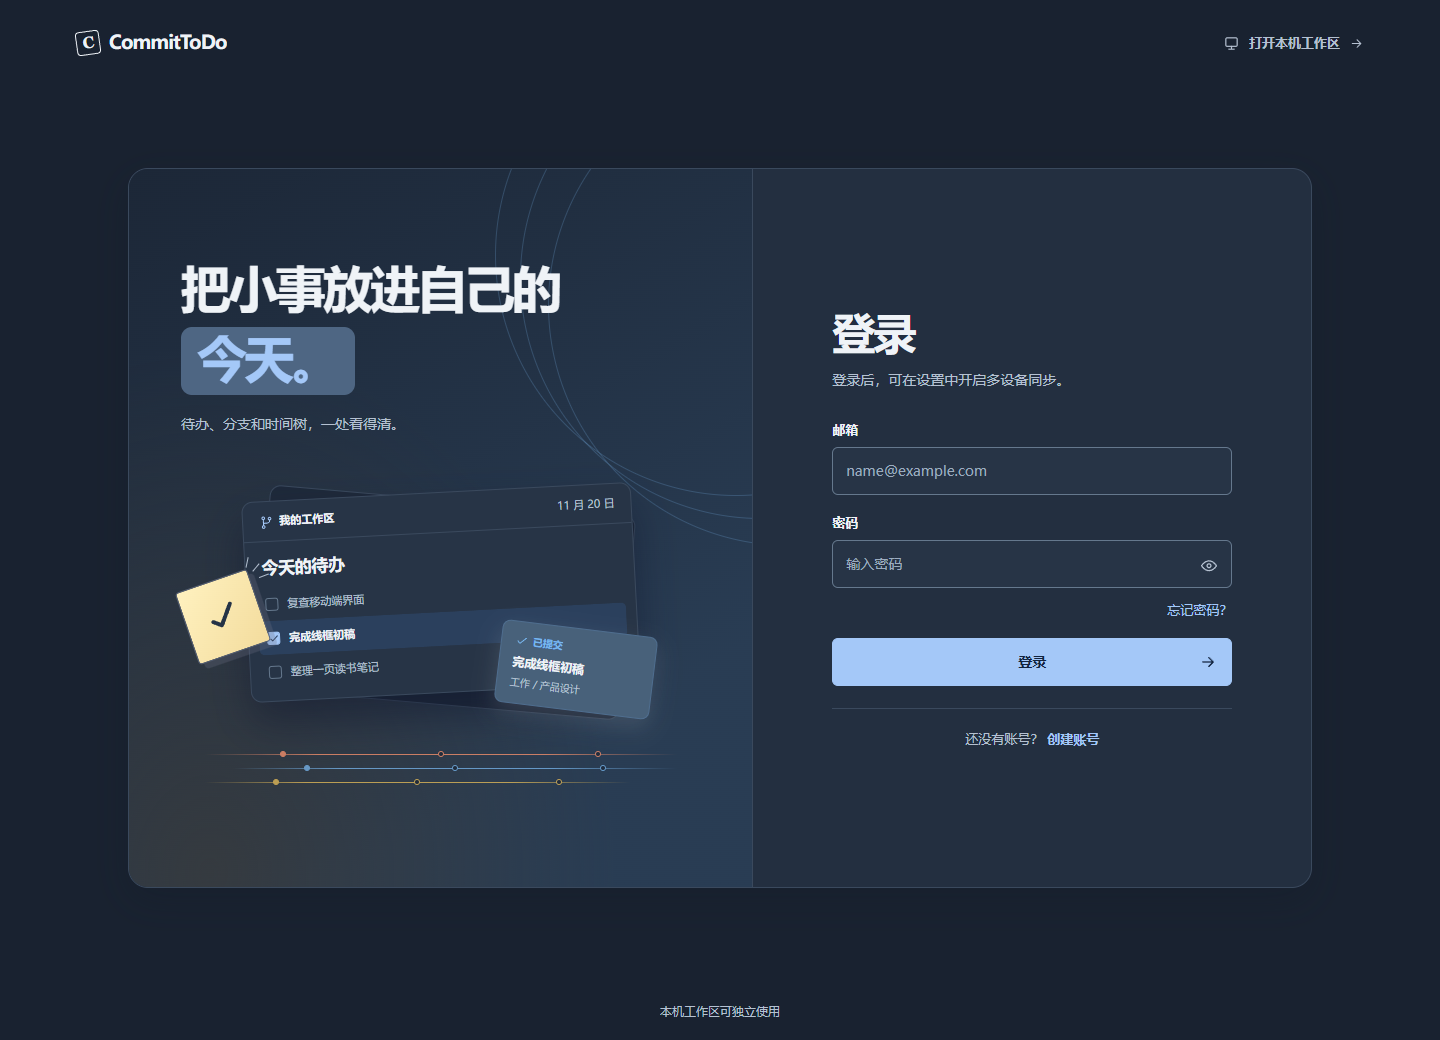 C CommitToDo
打开本机工作区
把小事放进自己的
今天。
待办、分支和时间树，一处看得清。
我的工作区
11 月 20 日
今天的待办
复查移动端界面
完成线框初稿
整理一页读书笔记
已提交
完成线框初稿
工作 / 产品设计
登录
登录后，可在设置中开启多设备同步。
邮箱
name@example.com
密码
输入密码
忘记密码？
登录
还没有账号？ 创建账号
本机工作区可独立使用